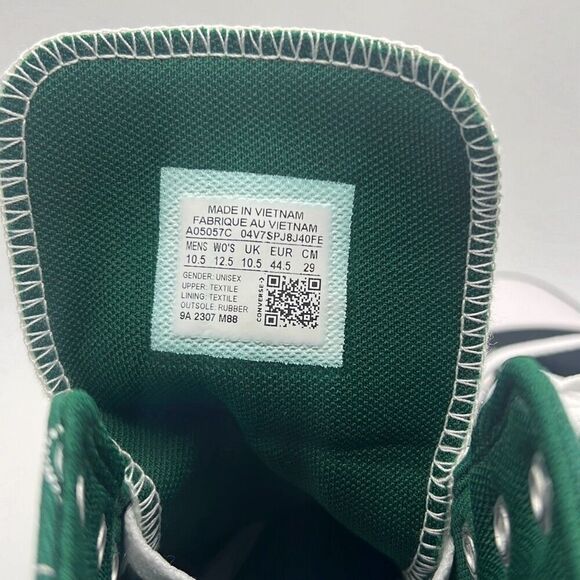 MADE IN VIETNAM
FABRIQUE AU VIETNAM
A05057C 04V7SPJ8J40FE
MENS WO'S UK EUR CM
10.5 12.5 10.5 44.5 29
GENDER: UNISEX
UPPER: TEXTILE
LINING: TEXTILE
OUTSOLE: RUBBER
9A 2307 M88
CONVERSE